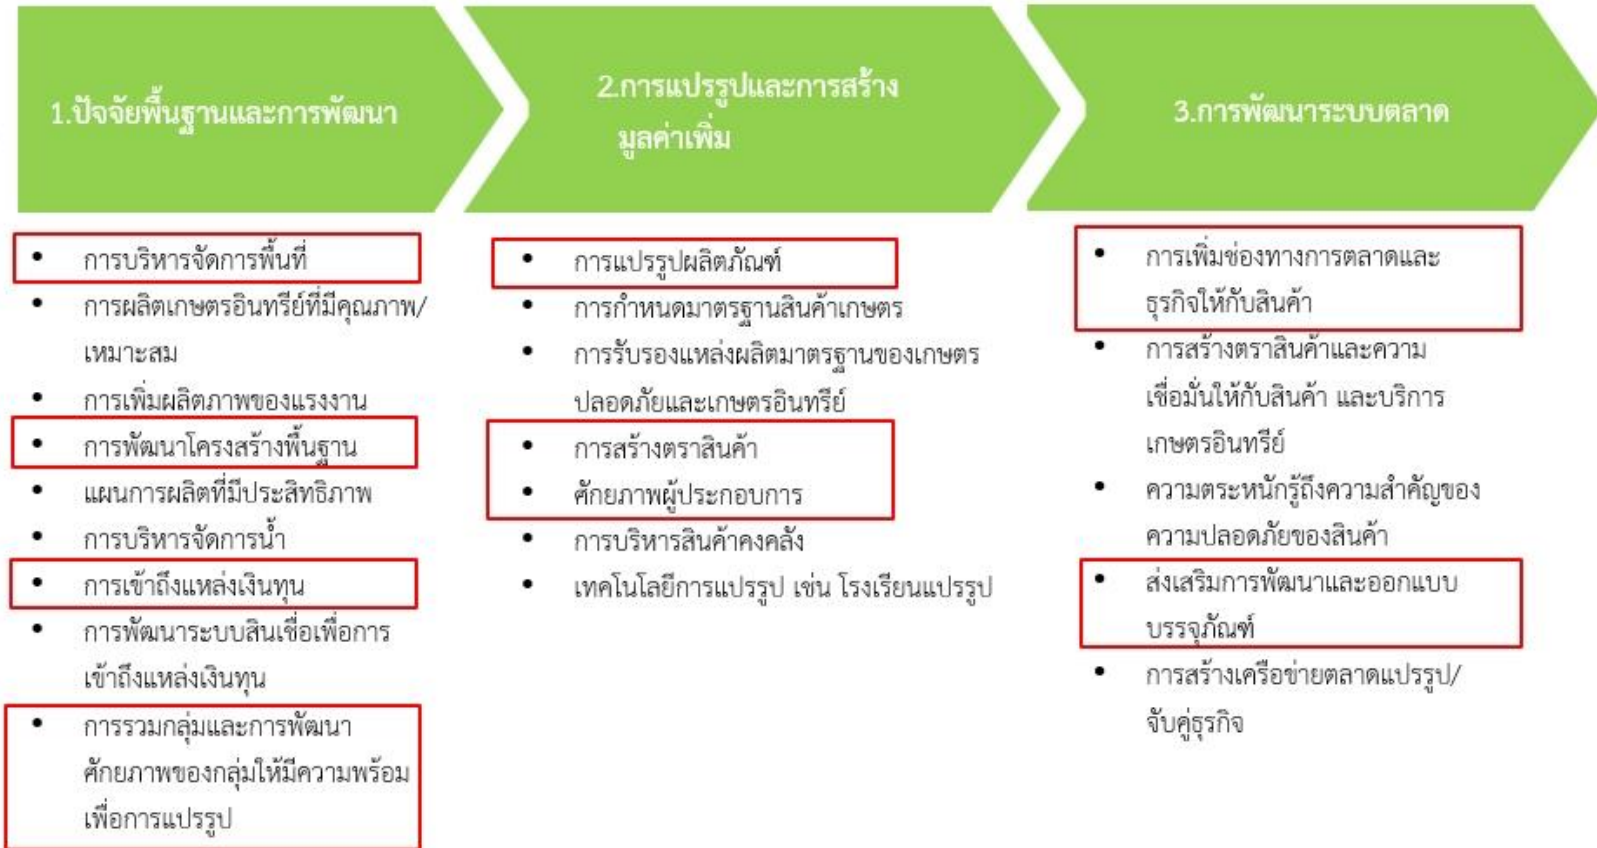 1.ปัจจัยพื้นฐานและการพัฒนา
• การบริหารจัดการพื้นที่
• การผลิตเกษตรอินทรีย์ที่มีคุณภาพ/
เหมาะสม
• การเพิ่มผลิตภาพของแรงงาน
• การพัฒนาโครงสร้างพื้นฐาน
• แผนการผลิตที่มีประสิทธิภาพ
• การบริหารจัดการน้ำ
• การเข้าถึงแหล่งเงินทุน
• การพัฒนาระบบสินเชื่อเพื่อการ
เข้าถึงแหล่งเงินทุน
• การรวมกลุ่มและการพัฒนา
ศักยภาพของกลุ่มให้มีความพร้อม
เพื่อการแปรรูป
2.การแปรรูปและการสร้าง
มูลค่าเพิ่ม
• การแปรรูปผลิตภัณฑ์
• การกำหนดมาตรฐานสินค้าเกษตร
• การรับรองแหล่งผลิตมาตรฐานของเกษตร
ปลอดภัยและเกษตรอินทรีย์
• การสร้างตราสินค้า
• ศักยภาพผู้ประกอบการ
• การบริหารสินค้าคงคลัง
• เทคโนโลยีการแปรรูป เช่น โรงเรียนแปรรูป
3.การพัฒนาระบบตลาด
• การเพิ่มช่องทางการตลาดและ
ธุรกิจให้กับสินค้า
• การสร้างตราสินค้าและความ
เชื่อมั่นให้กับสินค้า และบริการ
เกษตรอินทรีย์
• ความตระหนักรู้ถึงความสำคัญของ
ความปลอดภัยของสินค้า
• ส่งเสริมการพัฒนาและออกแบบ
บรรจุภัณฑ์
• การสร้างเครือข่ายตลาดแปรรูป/
จับคู่ธุรกิจ